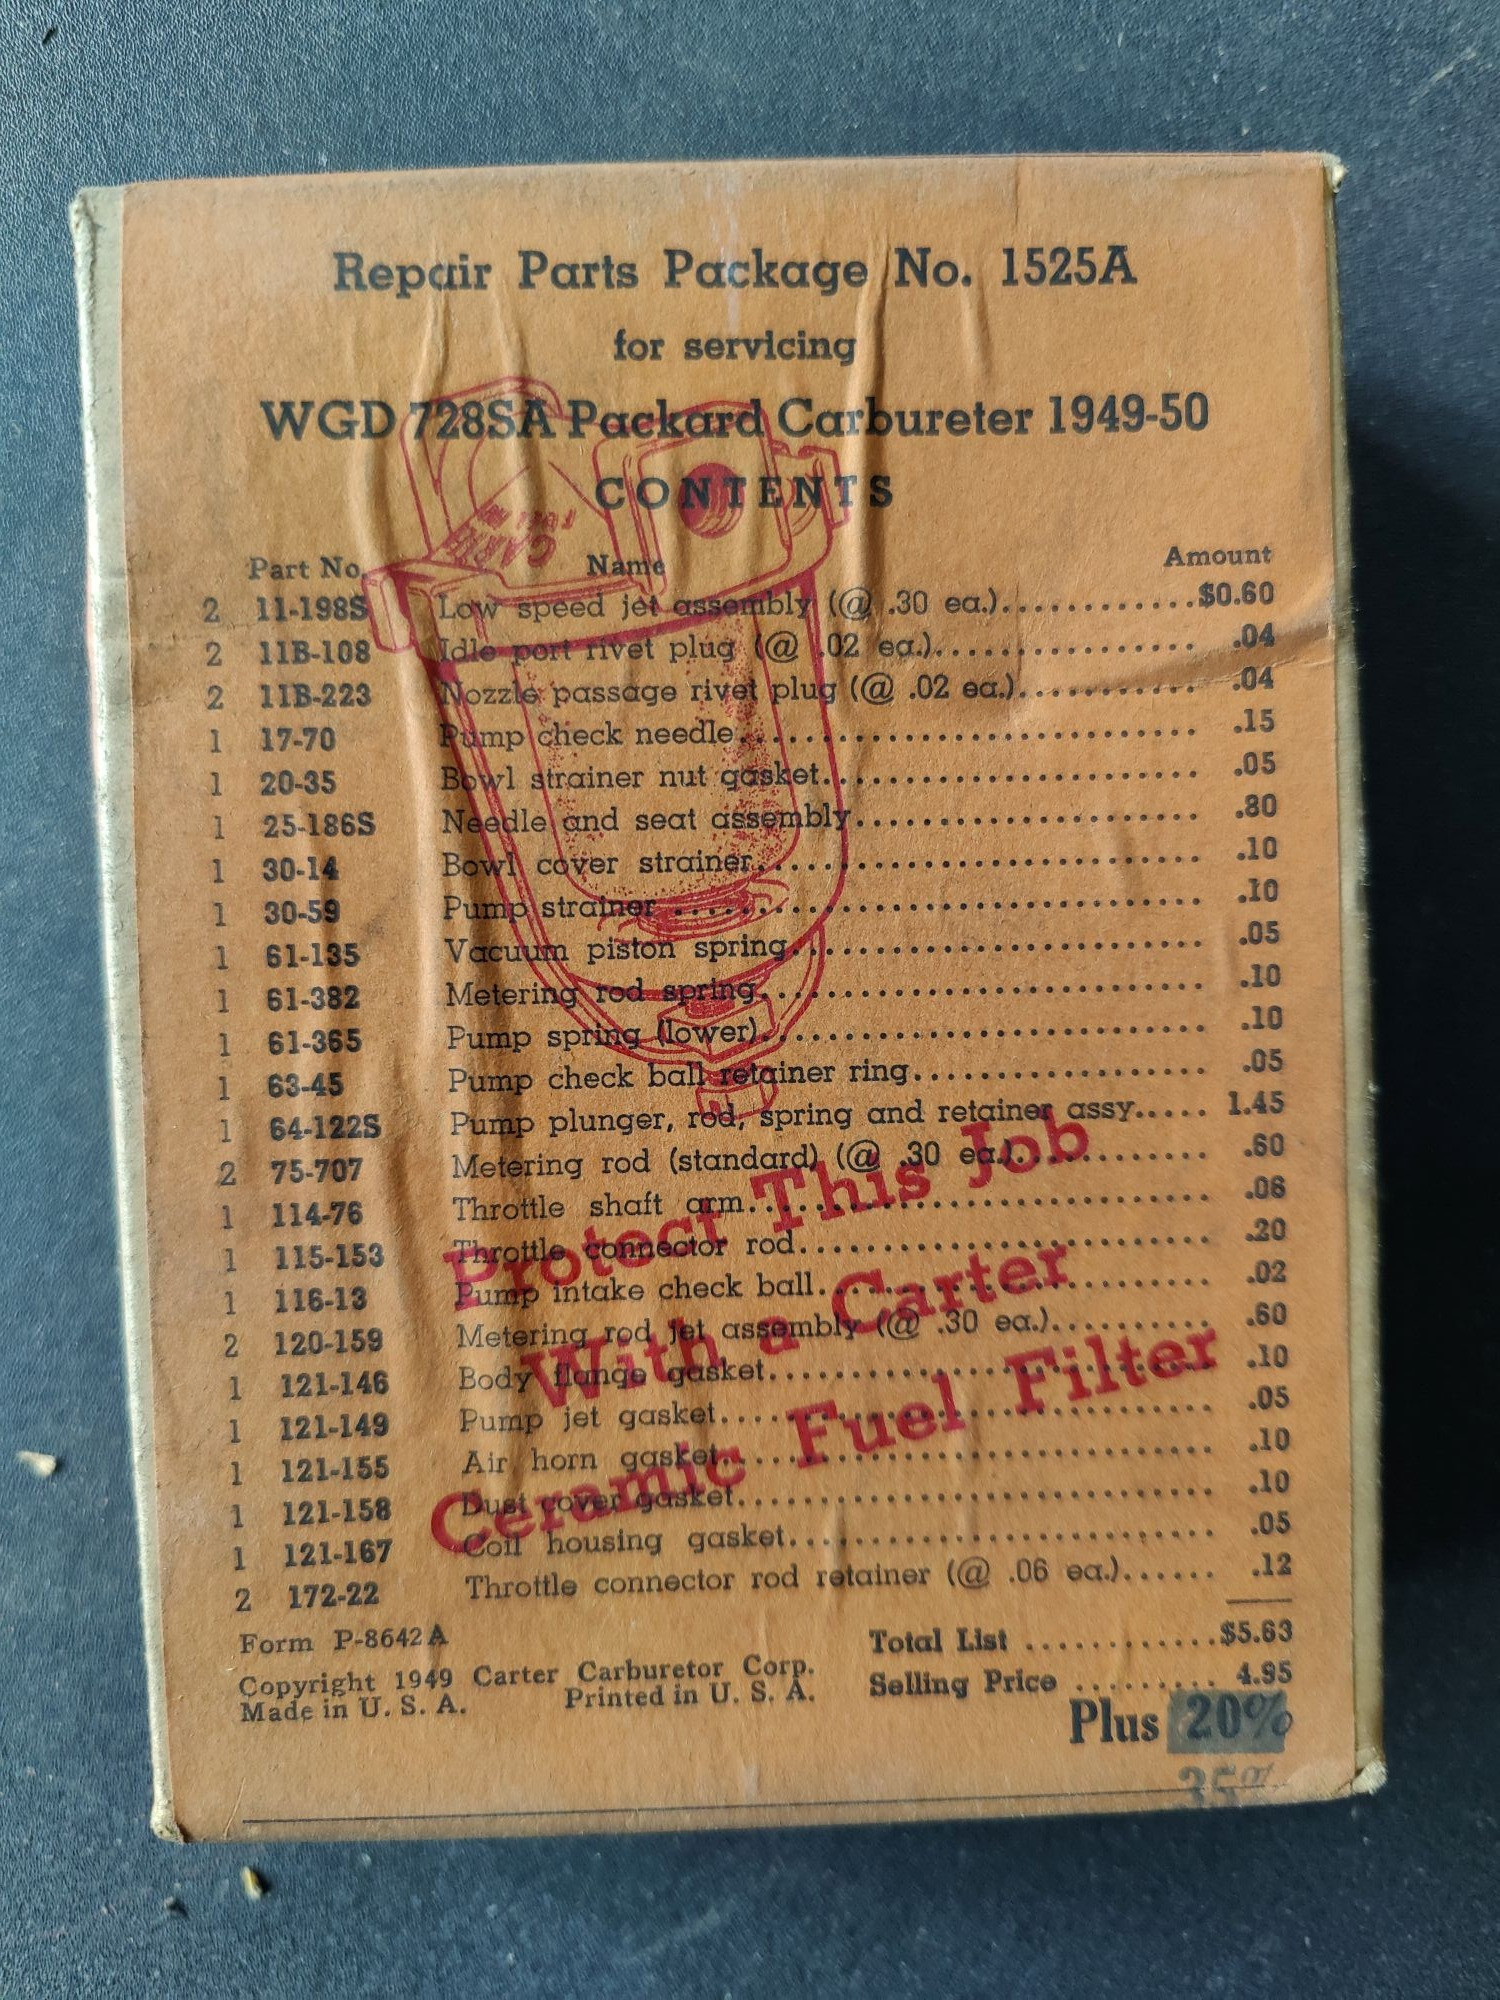 Repair Parts Package No. 1525A
for servicing
WGD 728SA Packard Carbureter 1949-50
CONTENTS
Part No. Name Amount
2 11-198S Low speed jet assembly (@ .30 ea.)............$0.60
2 11B-108 Idle port rivet plug (@ .02 ea.)................. .04
2 11B-223 Nozzle passage rivet plug (@ .02 ea.)........... .04
1 17-70 Pump check needle............................... .15
1 20-35 Bowl strainer nut gasket.......................... .05
1 25-186S Needle and seat assembly........................ .80
1 30-14 Bowl cover strainer.............................. .10
1 30-59 Pump strainer ................................... .10
1 61-135 Vacuum piston spring............................ .05
1 61-382 Metering rod spring.............................. .10
1 61-365 Pump spring (lower).............................. .10
1 63-45 Pump check ball retainer ring.................. .05
1 64-122S Pump plunger, rod, spring and retainer assy..... 1.45
2 75-707 Metering rod (standard) (@ .30 ea.)............. .60
1 114-76 Throttle shaft arm............................... .06
1 115-153 Throttle connector rod........................... .20
1 116-13 Pump intake check ball.......................... .02
2 120-159 Metering rod jet assembly (@ .30 ea.).......... .60
1 121-146 Body flange gasket.............................. .10
1 121-149 Pump jet gasket................................. .05
1 121-155 Air horn gasket................................. .10
1 121-158 Dust cover gasket............................... .10
1 121-167 Coil housing gasket............................. .05
2 172-22 Throttle connector rod retainer (@ .06 ea.)...... .12
Form P-8642A
Total List ............$5.63
Copyright 1949 Carter Carburetor Corp.
Selling Price ......... 4.95
Made in U. S. A. Printed in U. S. A.
Plus 20%
35%
Protect This Job
With a Carter
Ceramic Fuel Filter